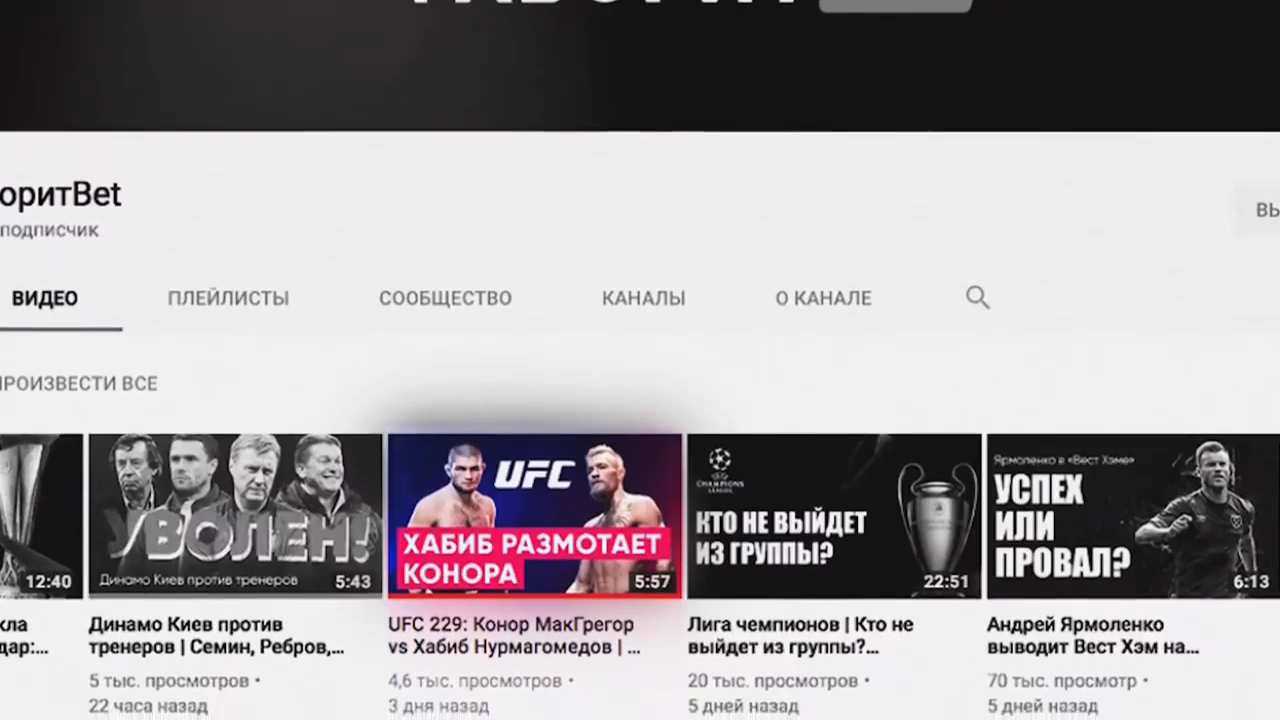 оритBet
подписчик
ВИДЕО
ПЛЕЙЛИСТЫ
СООБЩЕСТВО
КАНАЛЫ
О КАНАЛЕ
ПРОИЗВЕСТИ ВСЕ
12:40
УВОЛЕН!
Динамо Киев против тренеров
5:43
UFC
ХАБИБ РАЗМОТАЕТ
КОНОРА
5:57
CHAMPIONS
LEAGUE
КТО НЕ ВЫЙДЕТ
ИЗ ГРУППЫ?
22:51
Ярмоленко в «Вест Хэме»
УСПЕХ
ИЛИ
ПРОВАЛ?
6:13
Динамо Киев против
тренеров | Семин, Ребров,...
5 тыс. просмотров •
22 часа назад
UFC 229: Конор МакГрегор
vs Хабиб Нурмагомедов | ...
4,6 тыс. просмотров •
3 дня назад
Лига чемпионов | Кто не
выйдет из группы?...
20 тыс. просмотров •
5 дней назад
Андрей Ярмоленко
выводит Вест Хэм на...
70 тыс. просмотр •
5 дней назад